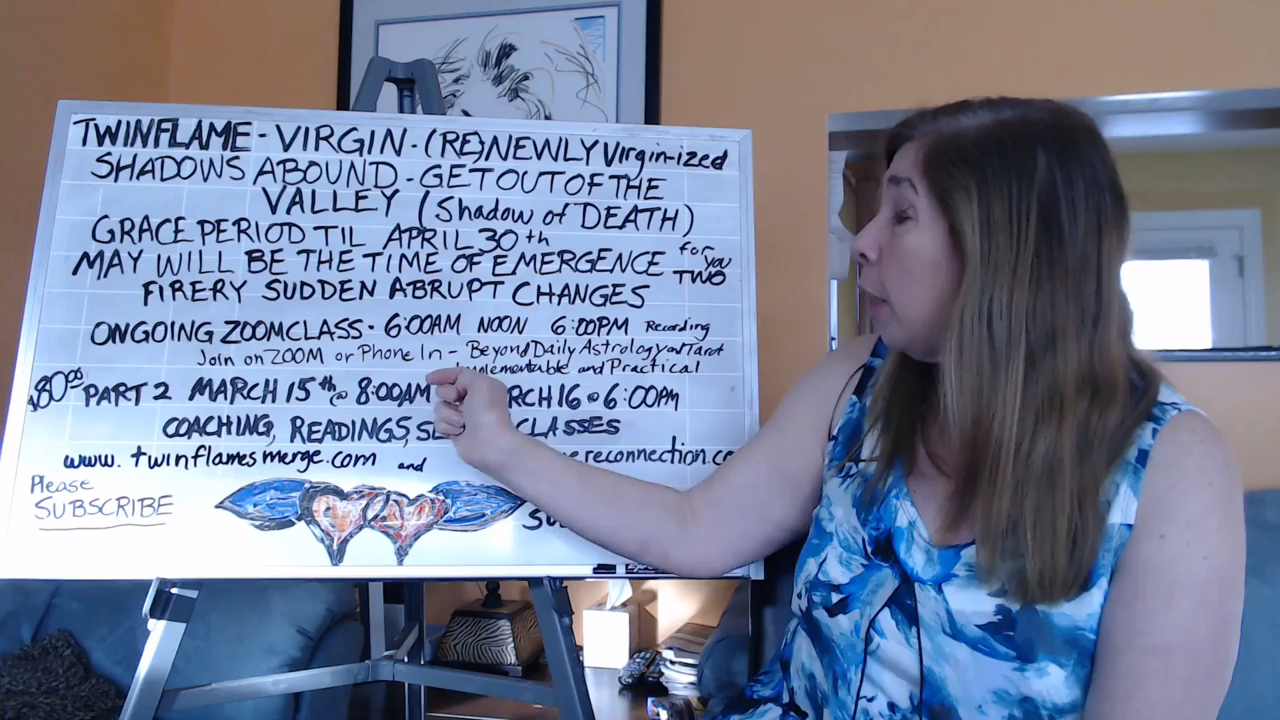 TWINFLAME - VIRGIN - (RE)NEWLY Virgin-ized
SHADOWS ABOUND - GET OUT OF THE
VALLEY (Shadow of DEATH)
GRACE PERIOD TIL APRIL 30th
MAY WILL BE THE TIME OF EMERGENCE for you TWO
FIRERY SUDDEN ABRUPT CHANGES
ONGOING ZOOMCLASS - 6:00AM NOON 6:00PM Recording
Join on ZOOM or Phone In - Beyond Daily Astrology or Tarot
and Practical
$80.00 PART 2 MARCH 15th @ 8:00AM 16 @ 6:00PM
COACHING, READINGS, CLASSES
www.twinflamesmerge.com and
Please
SUBSCRIBE